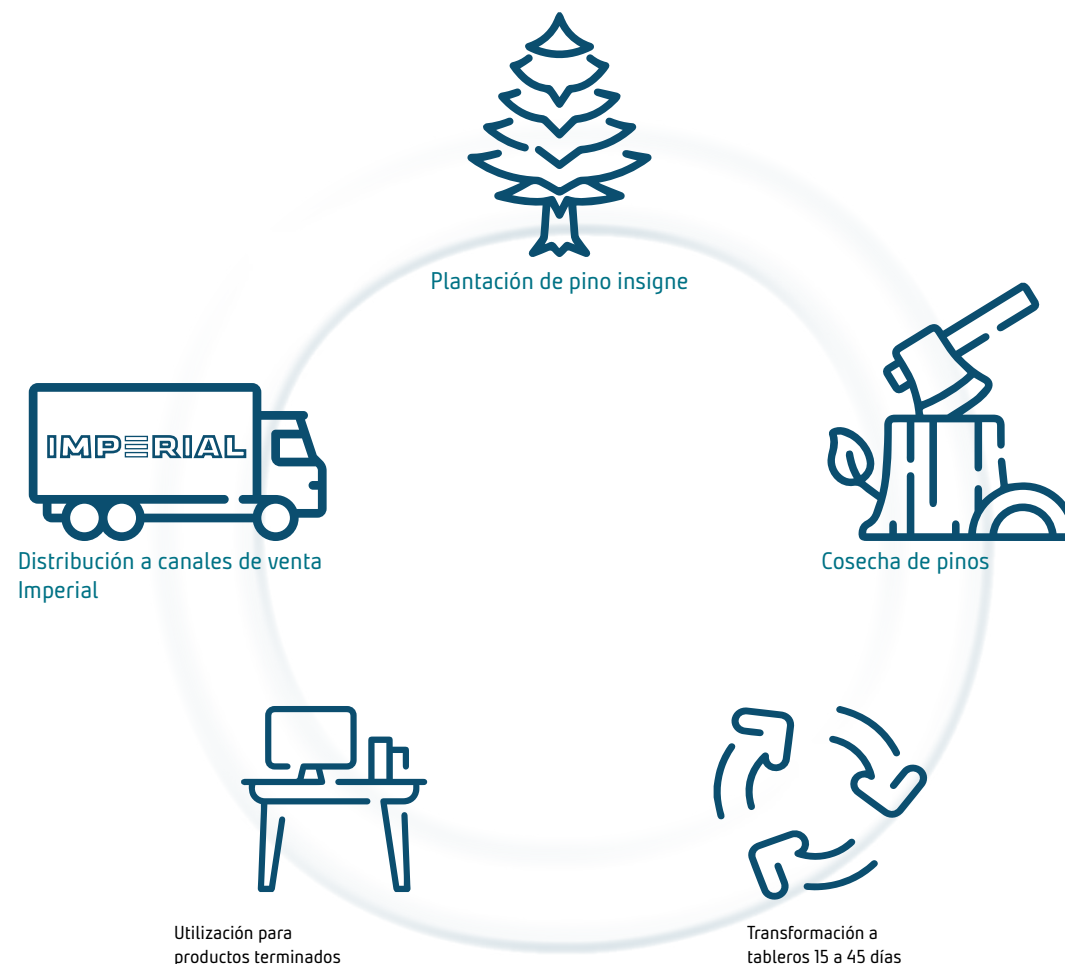 Plantación de pino insigne
IMPERIAL
Distribución a canales de venta
Imperial
Cosecha de pinos
Utilización para
productos terminados
Transformación a
tableros 15 a 45 días